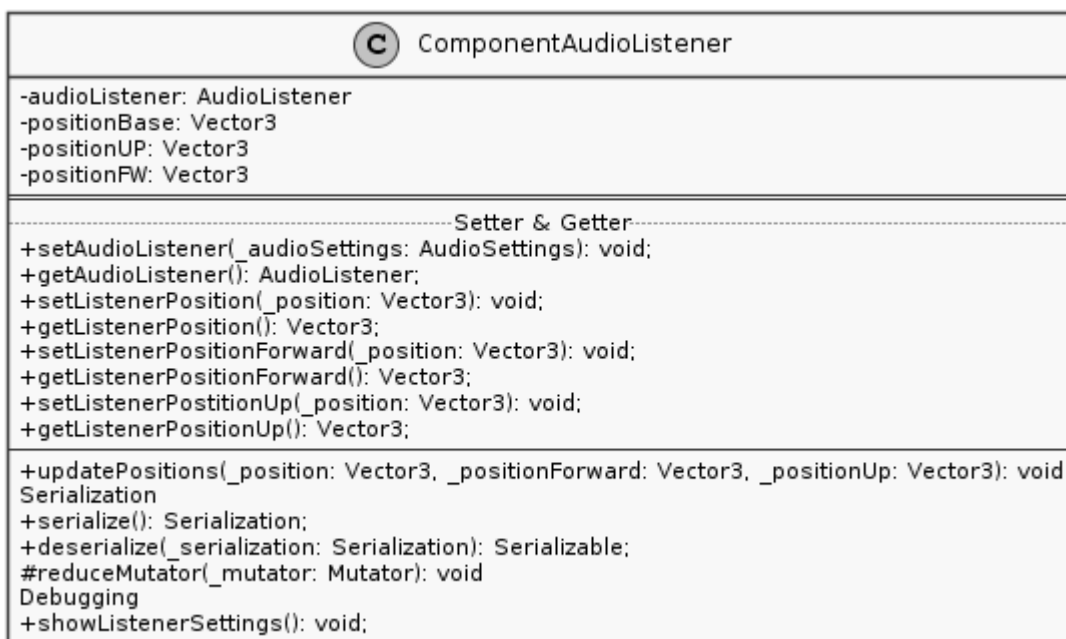 C ComponentAudioListener
-audioListener: AudioListener
-positionBase: Vector3
-positionUP: Vector3
-positionFW: Vector3
Setter & Getter
+setAudioListener(_audioSettings: AudioSettings): void;
+getAudioListener(): AudioListener;
+setListenerPosition(_position: Vector3): void;
+getListenerPosition(): Vector3;
+setListenerPositionForward(_position: Vector3): void;
+getListenerPositionForward(): Vector3;
+setListenerPostitionUp(_position: Vector3): void;
+getListenerPositionUp(): Vector3;
+updatePositions(_position: Vector3, _positionForward: Vector3, _positionUp: Vector3): void
Serialization
+serialize(): Serialization;
+deserialize(_serialization: Serialization): Serializable;
#reduceMutator(_mutator: Mutator): void
Debugging
+showListenerSettings(): void;